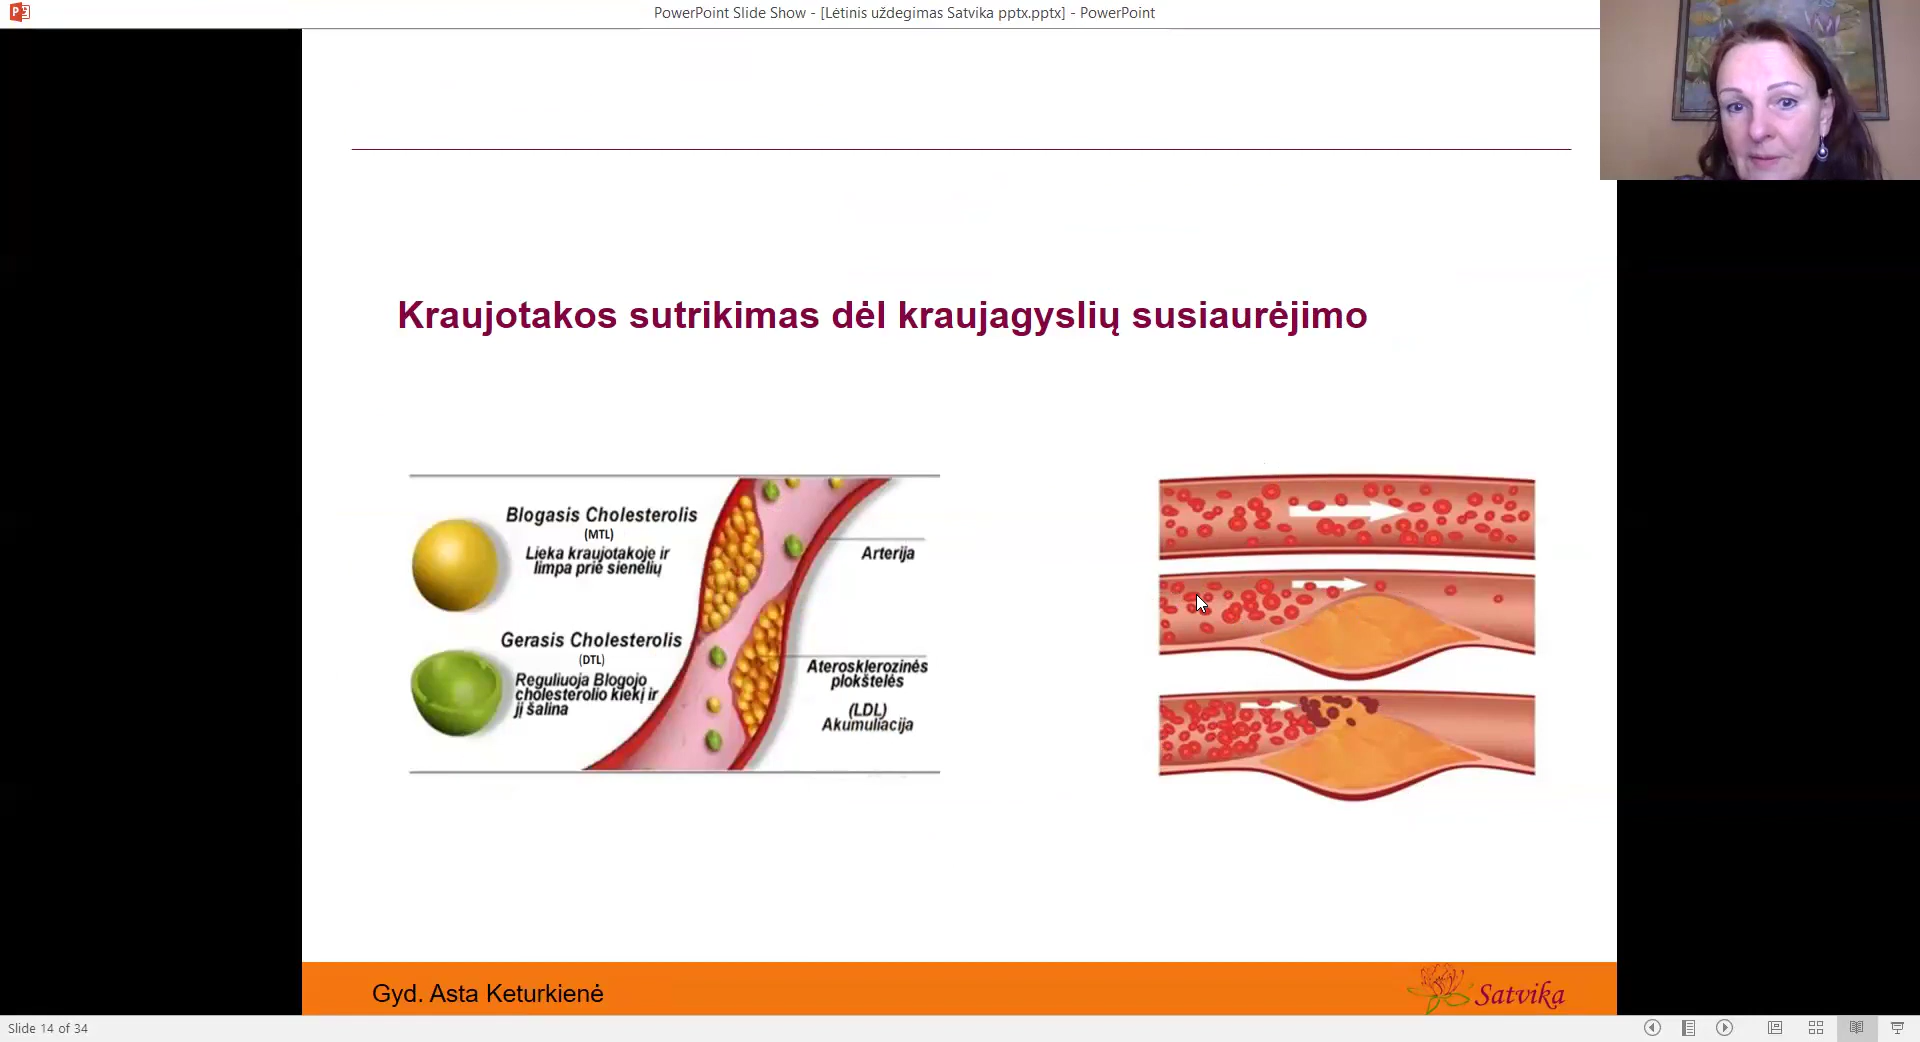 PowerPoint Slide Show - [Lėtinis uždegimas Satvika pptx.pptx] - PowerPoint
Kraujotakos sutrikimas dėl kraujagyslių susiaurėjimo
Blogasis Cholesterolis
(MTL)
Lieka kraujotakoje ir
limpa prie sienelių
Gerasis Cholesterolis
(DTL)
Reguliuoja Blogojo
cholesterolio kiekį ir
jį šalina
Arterija
Aterosklerozinės
plokštelės
(LDL)
Akumuliacija
Gyd. Asta Keturkienė
Satvika
Slide 14 of 34